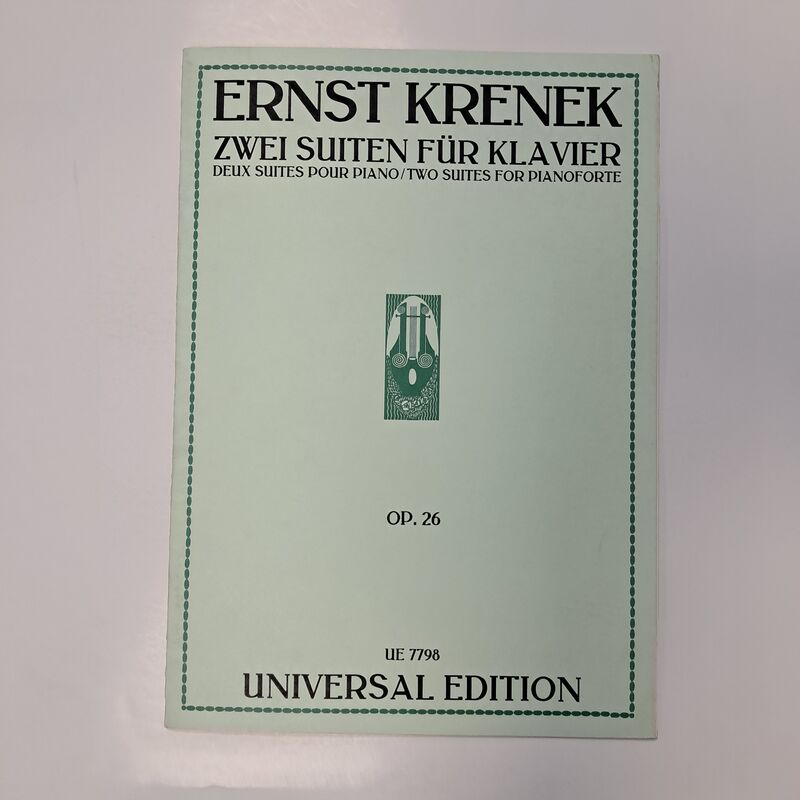 ERNST KRENEK
ZWEI SUITEN FÜR KLAVIER
DEUX SUITES POUR PIANO/TWO SUITES FOR PIANOFORTE
OP. 26
UE 7798
UNIVERSAL EDITION